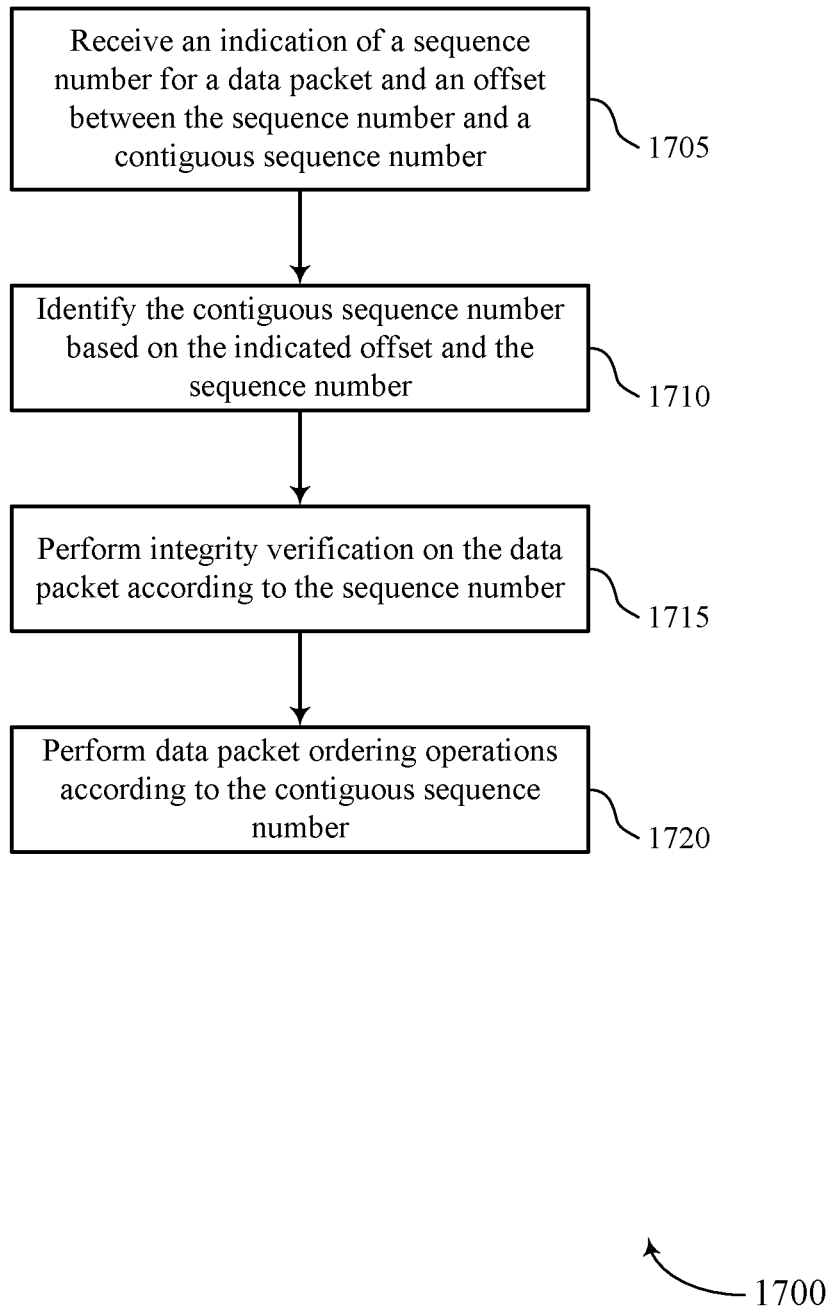 Receive an indication of a sequence
number for a data packet and an offset
between the sequence number and a
contiguous sequence number
1705
Identify the contiguous sequence number
based on the indicated offset and the
sequence number
1710
Perform integrity verification on the data
packet according to the sequence number
1715
Perform data packet ordering operations
according to the contiguous sequence
number
1720
1700